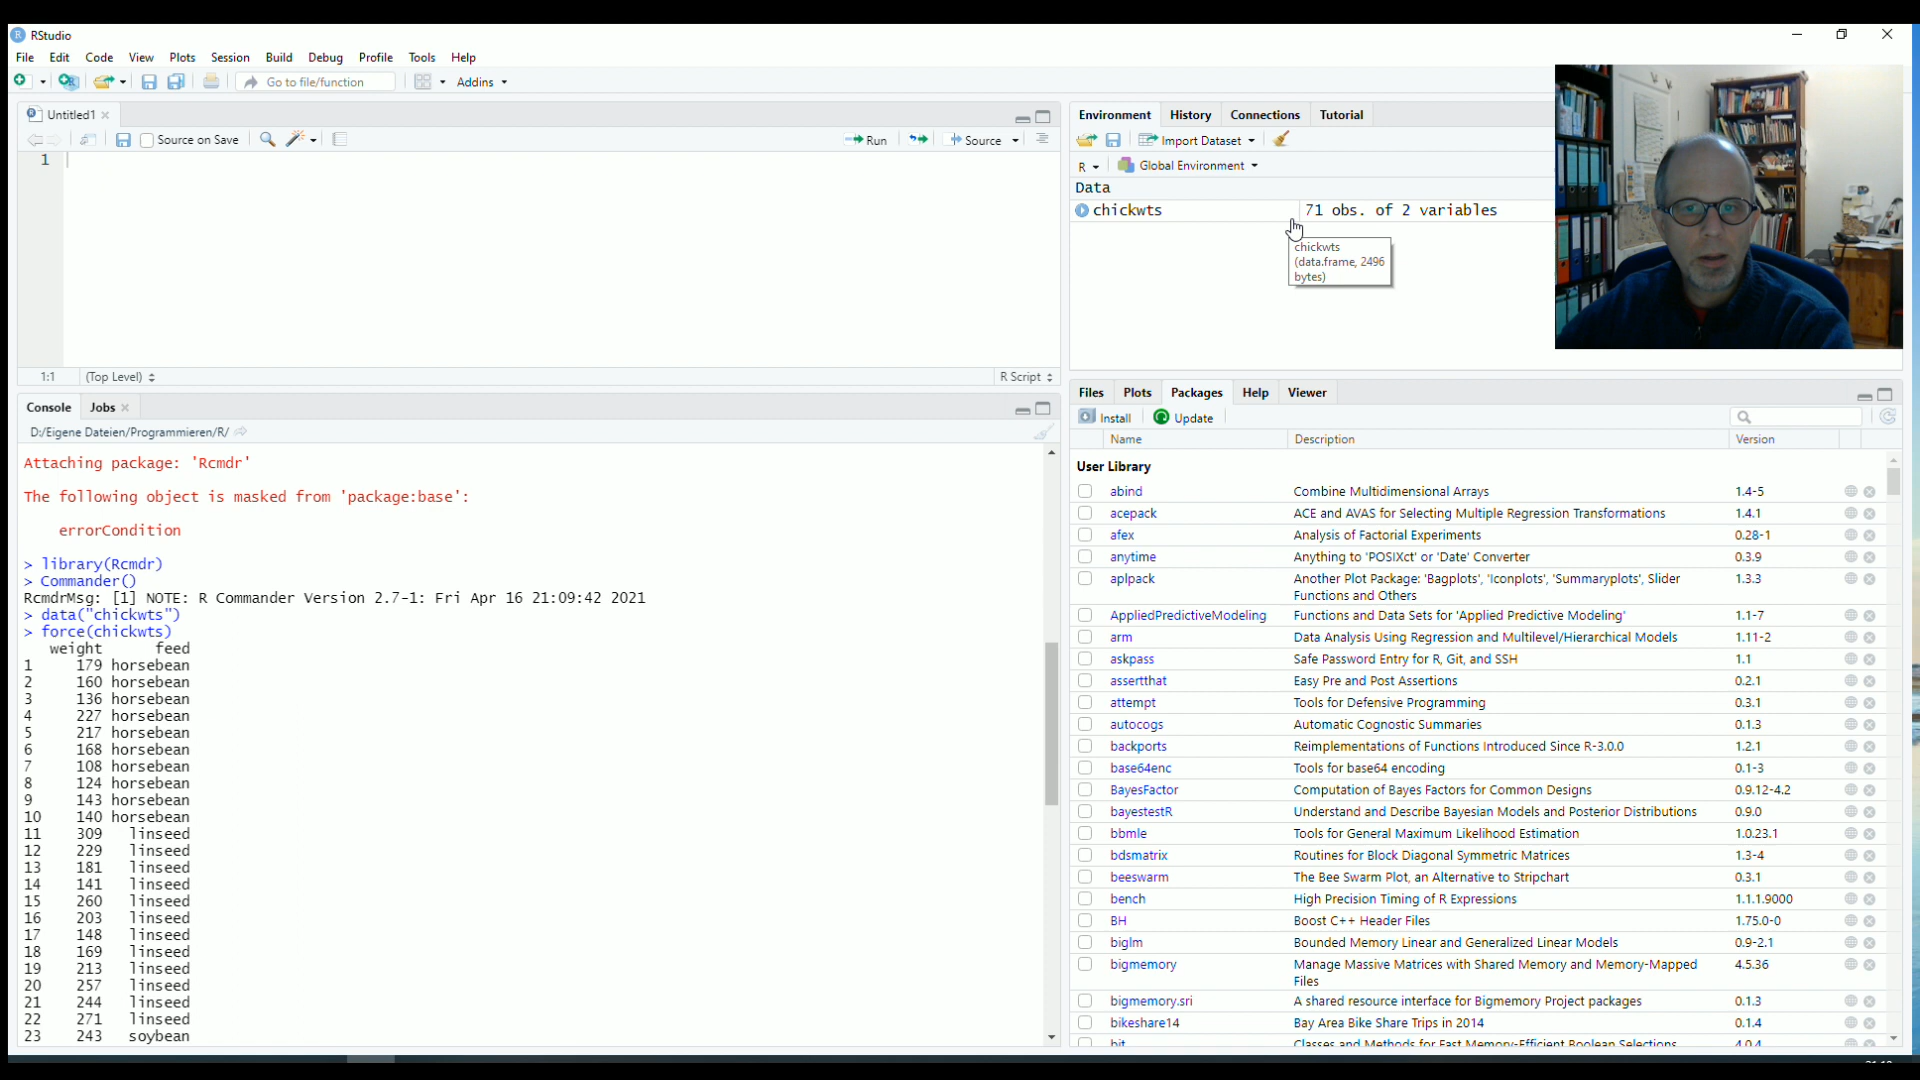 RStudio
File Edit Code View Plots Session Build Debug Profile Tools Help
Go to file/function Addins
Untitled1
Source on Save Run Source
1
1:1 (Top Level) R Script
Console Jobs
D:/Eigene Dateien/Programmieren/R/
Attaching package: 'Rcmdr'
The following object is masked from 'package:base':
errorCondition
> library(Rcmdr)
> Commander()
RcmdrMsg: [1] NOTE: R Commander Version 2.7-1: Fri Apr 16 21:09:42 2021
> data("chickwts")
> force(chickwts)
weight feed
1 179 horsebean
2 160 horsebean
3 136 horsebean
4 227 horsebean
5 217 horsebean
6 168 horsebean
7 108 horsebean
8 124 horsebean
9 143 horsebean
10 140 horsebean
11 309 linseed
12 229 linseed
13 181 linseed
14 141 linseed
15 260 linseed
16 203 linseed
17 148 linseed
18 169 linseed
19 213 linseed
20 257 linseed
21 244 linseed
22 271 linseed
23 243 soybean
Environment History Connections Tutorial
Import Dataset
R Global Environment
Data
chickwts 71 obs. of 2 variables
chickwts
(data.frame, 2496
bytes)
Files Plots Packages Help Viewer
Install Update
Name Description Version
User Library
abind Combine Multidimensional Arrays 1.4-5
acepack ACE and AVAS for Selecting Multiple Regression Transformations 1.4.1
afex Analysis of Factorial Experiments 0.28-1
anytime Anything to 'POSIXct' or 'Date' Converter 0.3.9
aplpack Another Plot Package: 'Bagplots', 'Iconplots', 'Summaryplots', Slider 1.3.3
Functions and Others
AppliedPredictiveModeling Functions and Data Sets for 'Applied Predictive Modeling' 1.1-7
arm Data Analysis Using Regression and Multilevel/Hierarchical Models 1.11-2
askpass Safe Password Entry for R, Git, and SSH 1.1
assertthat Easy Pre and Post Assertions 0.2.1
attempt Tools for Defensive Programming 0.3.1
autocogs Automatic Cognostic Summaries 0.1.3
backports Reimplementations of Functions Introduced Since R-3.0.0 1.2.1
base64enc Tools for base64 encoding 0.1-3
BayesFactor Computation of Bayes Factors for Common Designs 0.9.12-4.2
bayestestR Understand and Describe Bayesian Models and Posterior Distributions 0.9.0
bbmle Tools for General Maximum Likelihood Estimation 1.0.23.1
bdsmatrix Routines for Block Diagonal Symmetric Matrices 1.3-4
beeswarm The Bee Swarm Plot, an Alternative to Stripchart 0.3.1
bench High Precision Timing of R Expressions 1.1.1.9000
BH Boost C++ Header Files 1.75.0-0
biglm Bounded Memory Linear and Generalized Linear Models 0.9-2.1
bigmemory Manage Massive Matrices with Shared Memory and Memory-Mapped 4.5.36
Files
bigmemory.sri A shared resource interface for Bigmemory Project packages 0.1.3
bikeshare14 Bay Area Bike Share Trips in 2014 0.1.4
bit Classes and Methods for Fast Memory-Efficient Boolean Selections 4.0.4